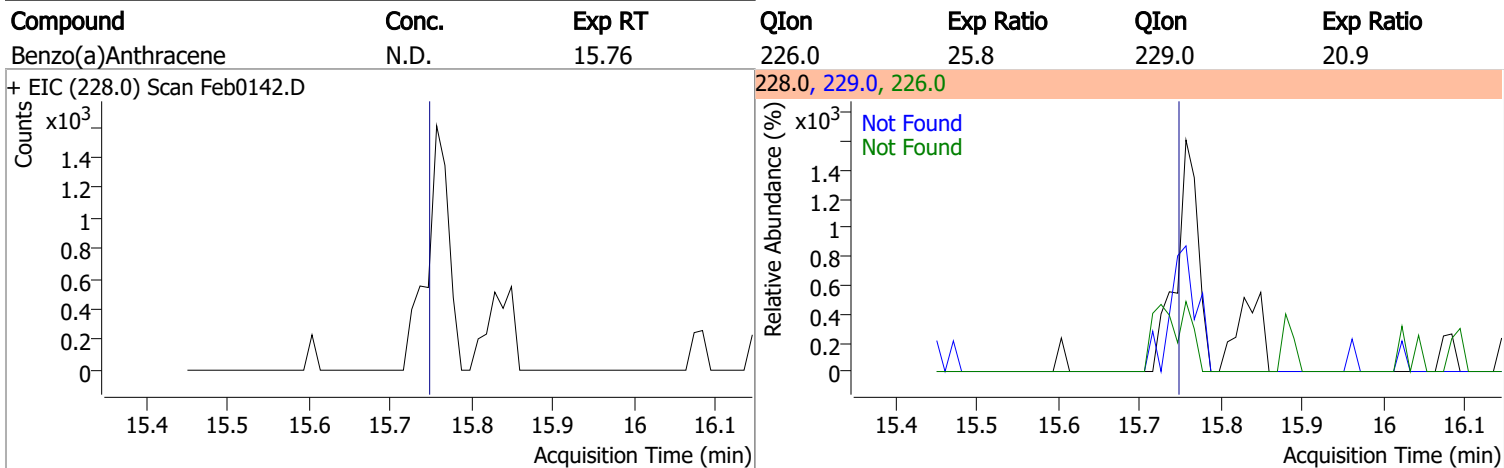 Compound Conc. Exp RT QIon Exp Ratio QIon Exp Ratio
Benzo(a)Anthracene N.D. 15.76 226.0 25.8 229.0 20.9
+ EIC (228.0) Scan Feb0142.D
Counts
x10³
1.4
1.2
1
0.8
0.6
0.4
0.2
0
15.4 15.5 15.6 15.7 15.8 15.9 16 16.1
Acquisition Time (min)
228.0, 229.0, 226.0
Relative Abundance (%)
x10³
Not Found
Not Found
1.4
1.2
1
0.8
0.6
0.4
0.2
0
15.4 15.5 15.6 15.7 15.8 15.9 16 16.1
Acquisition Time (min)